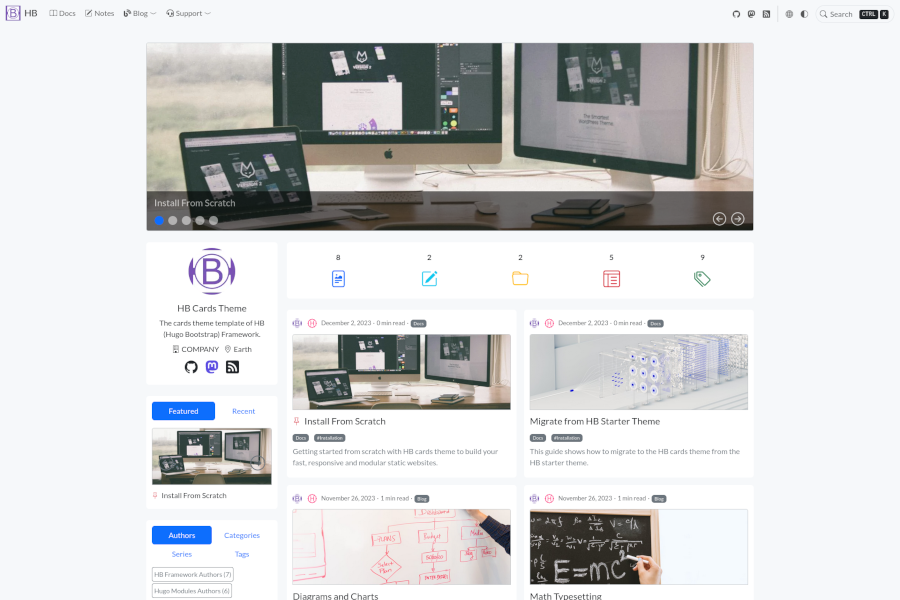 HB
Docs
Notes
Blog
Support
Search CTRL K
Install From Scratch
HB Cards Theme
The cards theme template of HB
(Hugo Bootstrap) Framework.
COMPANY Earth
Featured
Recent
Install From Scratch
Authors
Categories
Series
Tags
HB Framework Authors (7)
Hugo Modules Authors (6)
8
2
2
5
9
December 2, 2023 - 0 min read - Docs
Install From Scratch
Docs #Installation
Getting started from scratch with HB cards theme to build your
fast, responsive and modular static websites.
December 2, 2023 - 0 min read - Docs
Migrate from HB Starter Theme
Docs #Installation
This guide shows how to migrate to the HB cards theme from the
HB starter theme.
November 26, 2023 - 1 min read - Blog
Diagrams and Charts
November 26, 2023 - 1 min read - Blog
E=mc²
Math Typesetting